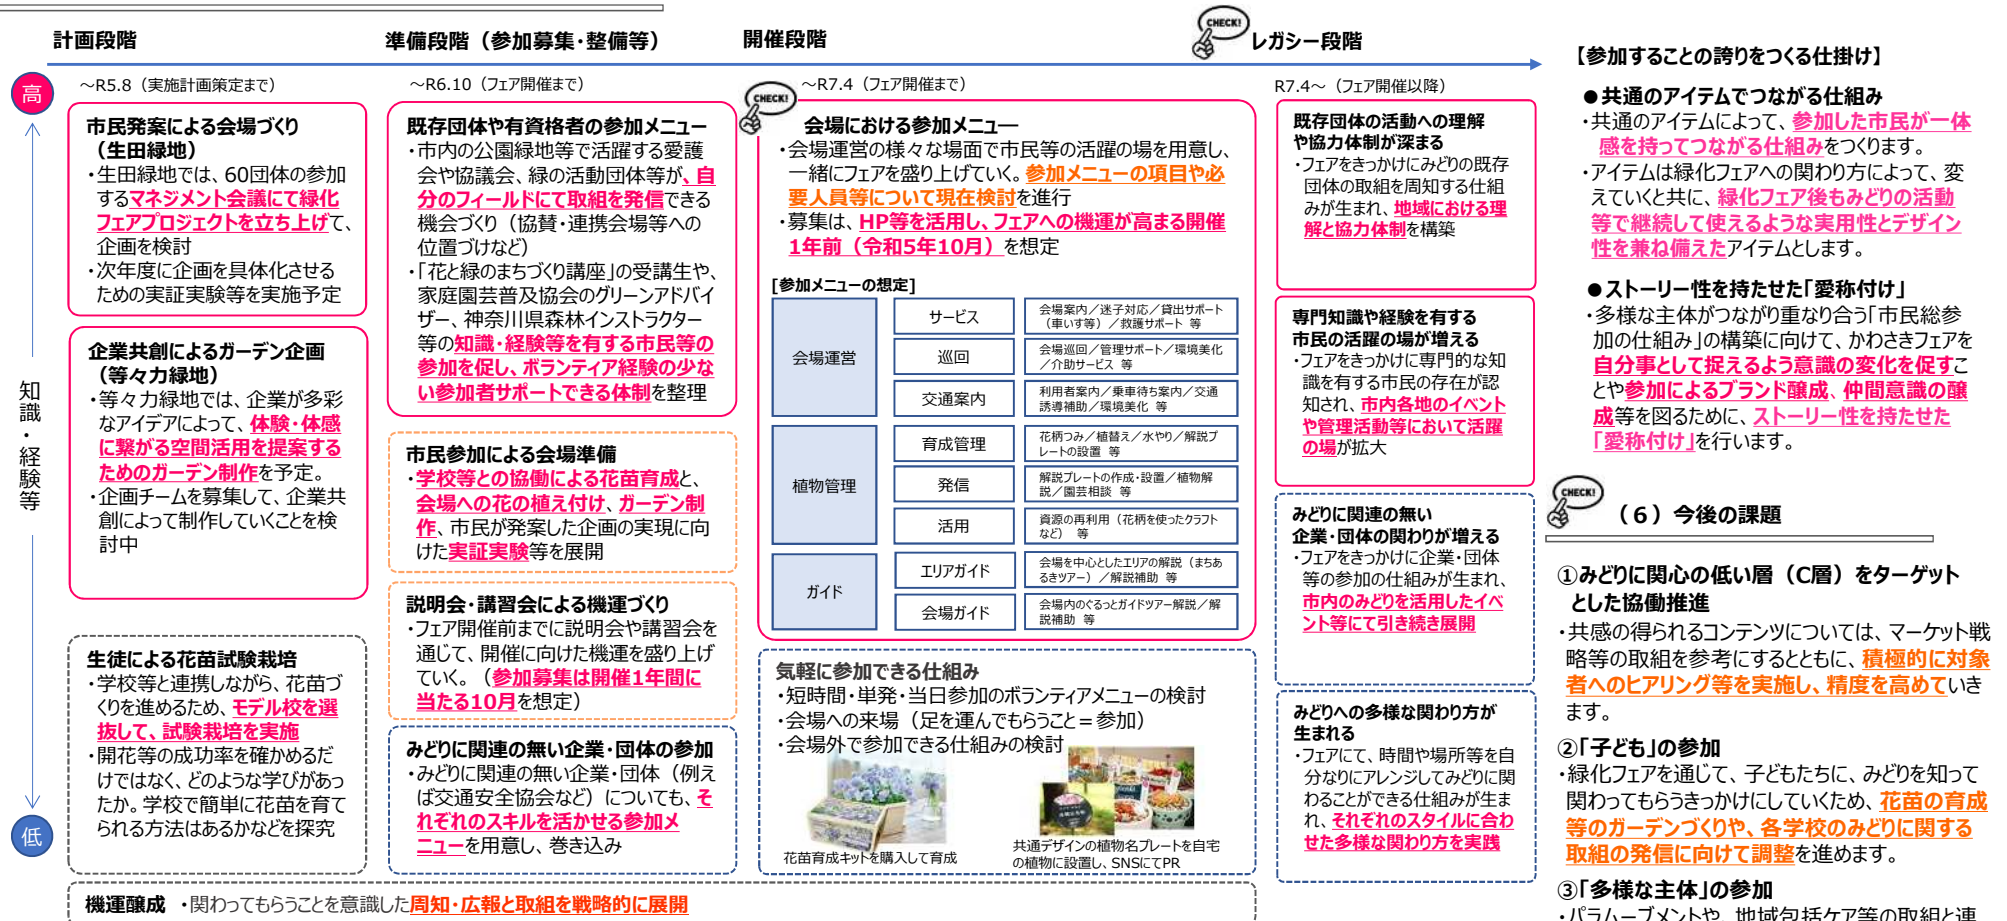 計画段階
準備段階（参加募集・整備等）
開催段階
CHECK!
レガシー段階
高
知識・経験等
低
～R5.8（実施計画策定まで）
市民発案による会場づくり
（生田緑地）
・生田緑地では、60団体の参加
するマネジメント会議にて緑化
フェアプロジェクトを立ち上げて、
企画を検討
・次年度に企画を具体化させる
ための実証実験等を実施予定
企業共創によるガーデン企画
（等々力緑地）
・等々力緑地では、企業が多彩
なアイデアによって、体験・体感
に繋がる空間活用を提案する
ためのガーデン制作を予定。
・企画チームを募集して、企業共
創によって制作していくことを検
討中
生徒による花苗試験栽培
・学校等と連携しながら、花苗づ
くりを進めるため、モデル校を選
抜して、試験栽培を実施
・開花等の成功率を確かめるだ
けではなく、どのような学びがあっ
たか。学校で簡単に花苗を育て
られる方法はあるかなどを探究
～R6.10（フェア開催まで）
既存団体や有資格者の参加メニュー
・市内の公園緑地等で活躍する愛護
会や協議会、緑の活動団体等が、自
分のフィールドにて取組を発信できる
機会づくり（協賛・連携会場等への
位置づけなど）
・「花と緑のまちづくり講座」の受講生や、
家庭園芸普及協会のグリーンアドバイ
ザー、神奈川県森林インストラクター
等の知識・経験等を有する市民等の
参加を促し、ボランティア経験の少な
い参加者サポートできる体制を整理
市民参加による会場準備
・学校等との協働による花苗育成と、
会場への花の植え付け、ガーデン制
作、市民が発案した企画の実現に向
けた実証実験等を展開
説明会・講習会による機運づくり
・フェア開催前までに説明会や講習会を
通じて、開催に向けた機運を盛り上げ
ていく。（参加募集は開催1年間に
当たる10月を想定）
みどりに関連の無い企業・団体の参加
・みどりに関連の無い企業・団体（例え
ば交通安全協会など）についても、そ
れぞれのスキルを活かせる参加メ
ニューを用意し、巻き込み
CHECK!
～R7.4（フェア開催まで）
会場における参加メニュー
・会場運営の様々な場面で市民等の活躍の場を用意し、
一緒にフェアを盛り上げていく。参加メニューの項目や必
要人員等について現在検討を進行
・募集は、HP等を活用し、フェアへの機運が高まる開催
1年前（令和5年10月）を想定
[参加メニューの想定]
会場運営
サービス
会場案内／迷子対応／貸出サポート
（車いす等）／救護サポート 等
巡回
会場巡回／管理サポート／環境美化
／介助サービス 等
交通案内
利用者案内／乗車待ち案内／交通
誘導補助／環境美化 等
植物管理
育成管理
花柄つみ／植替え／水やり／解説プ
レートの設置 等
発信
解説プレートの作成・設置／植物解
説／園芸相談 等
活用
資源の再利用（花柄を使ったクラフト
など） 等
ガイド
エリアガイド
会場を中心としたエリアの解説（まちあ
るきツアー）／解説補助 等
会場ガイド
会場内のぐるっとガイドツアー解説／解
説補助 等
気軽に参加できる仕組み
・短時間・単発・当日参加のボランティアメニューの検討
・会場への来場（足を運んでもらうこと＝参加）
・会場外で参加できる仕組みの検討
花苗育成キットを購入して育成
共通デザインの植物名プレートを自宅
の植物に設置し、SNSにてPR
機運醸成 ・関わってもらうことを意識した周知・広報と取組を戦略的に展開
R7.4～（フェア開催以降）
既存団体の活動への理解
や協力体制が深まる
・フェアをきっかけにみどりの既存
団体の取組を周知する仕組
みが生まれ、地域における理
解と協力体制を構築
専門知識や経験を有する
市民の活躍の場が増える
・フェアをきっかけに専門的な知
識を有する市民の存在が認
知され、市内各地のイベント
や管理活動等において活躍
の場が拡大
みどりに関連の無い
企業・団体の関わりが増える
・フェアをきっかけに企業・団体
等の参加の仕組みが生まれ、
市内のみどりを活用したイベ
ント等にて引き続き展開
みどりへの多様な関わり方が
生まれる
・フェアにて、時間や場所等を自
分なりにアレンジしてみどりに関
わることができる仕組みが生ま
れ、それぞれのスタイルに合わ
せた多様な関わり方を実践
【参加することの誇りをつくる仕掛け】
●共通のアイテムでつながる仕組み
・共通のアイテムによって、参加した市民が一体
感を持ってつながる仕組みをつくります。
・アイテムは緑化フェアへの関わり方によって、変
えていくと共に、緑化フェア後もみどりの活動
等で継続して使えるような実用性とデザイン
性を兼ね備えたアイテムとします。
●ストーリー性を持たせた「愛称付け」
・多様な主体がつながり重なり合う「市民総参
加の仕組み」の構築に向けて、かわさきフェアを
自分事として捉えるよう意識の変化を促すこ
とや参加によるブランド醸成、仲間意識の醸
成等を図るために、ストーリー性を持たせた
「愛称付け」を行います。
CHECK!
（６）今後の課題
①みどりに関心の低い層（C層）をターゲット
とした協働推進
・共感の得られるコンテンツについては、マーケット戦
略等の取組を参考にするとともに、積極的に対象
者へのヒアリング等を実施し、精度を高めていき
ます。
②「子ども」の参加
・緑化フェアを通じて、子どもたちに、みどりを知って
関わってもらうきっかけにしていくため、花苗の育成
等のガーデンづくりや、各学校のみどりに関する
取組の発信に向けて調整を進めます。
③「多様な主体」の参加
・パラムーブメントや、地域包括ケア等の取組と連